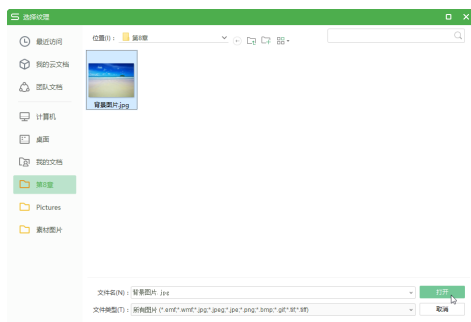 选择纹理
位置(I)： 第8章
最近访问
我的云文档
团队文档
计算机
桌面
我的文档
第8章
Pictures
素材图片
背景图片.jpg
文件名(N)： 背景图片.jpg
打开
文件类型(T)： 所有图片 (*.emf;*.wmf;*.jpg;*.jpeg;*.jpe;*.png;*.bmp;*.gif;*.tif;*.tiff)
取消